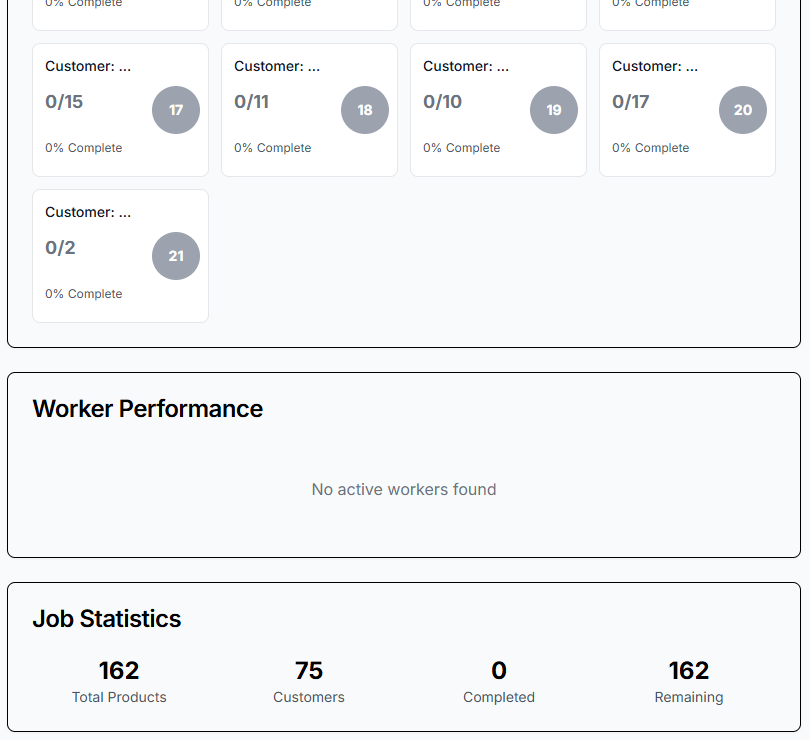 0% Complete 0% Complete 0% Complete 0% Complete
Customer: ... Customer: ... Customer: ... Customer: ...
0/15 17 0/11 18 0/10 19 0/17 20
0% Complete 0% Complete 0% Complete 0% Complete
Customer: ...
0/2 21
0% Complete
Worker Performance
No active workers found
Job Statistics
162 75 0 162
Total Products Customers Completed Remaining